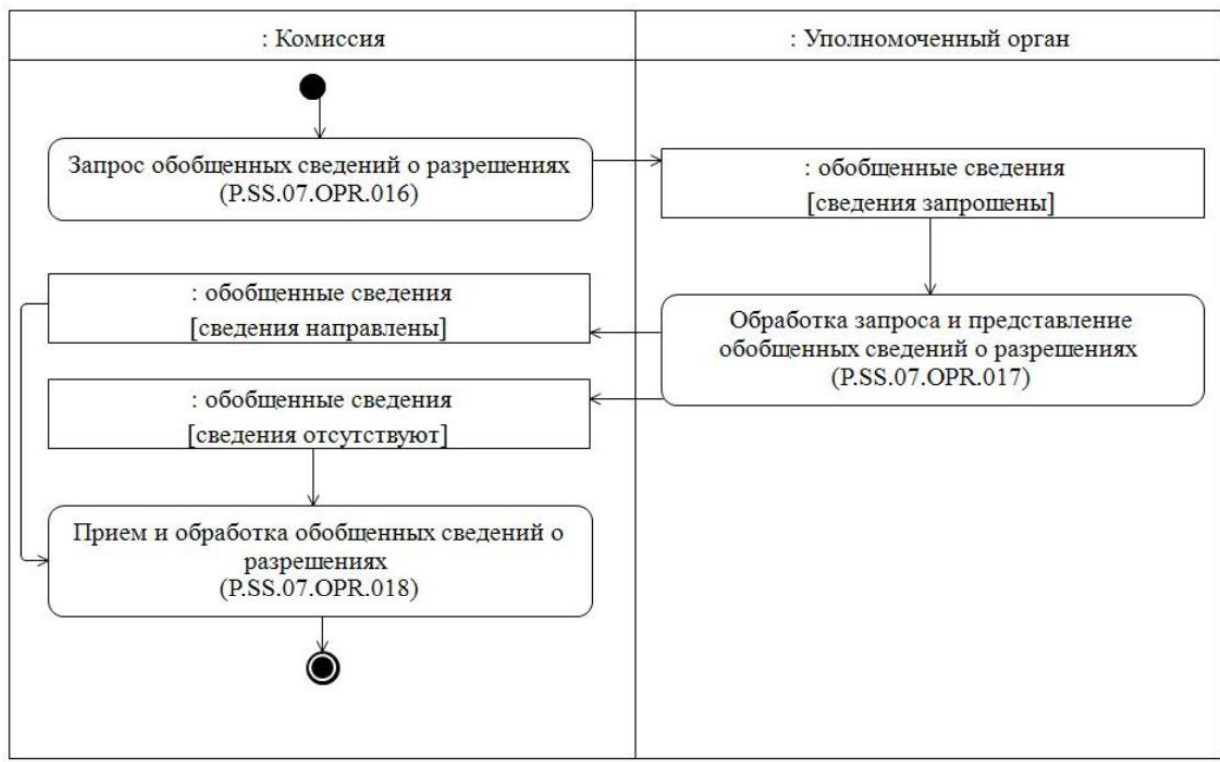 : Комиссия
: Уполномоченный орган
Запрос обобщенных сведений о разрешениях
(P.SS.07.OPR.016)
: обобщенные сведения
[сведения запрошены]
: обобщенные сведения
[сведения направлены]
Обработка запроса и представление
обобщенных сведений о разрешениях
(P.SS.07.OPR.017)
: обобщенные сведения
[сведения отсутствуют]
Прием и обработка обобщенных сведений о
разрешениях
(P.SS.07.OPR.018)